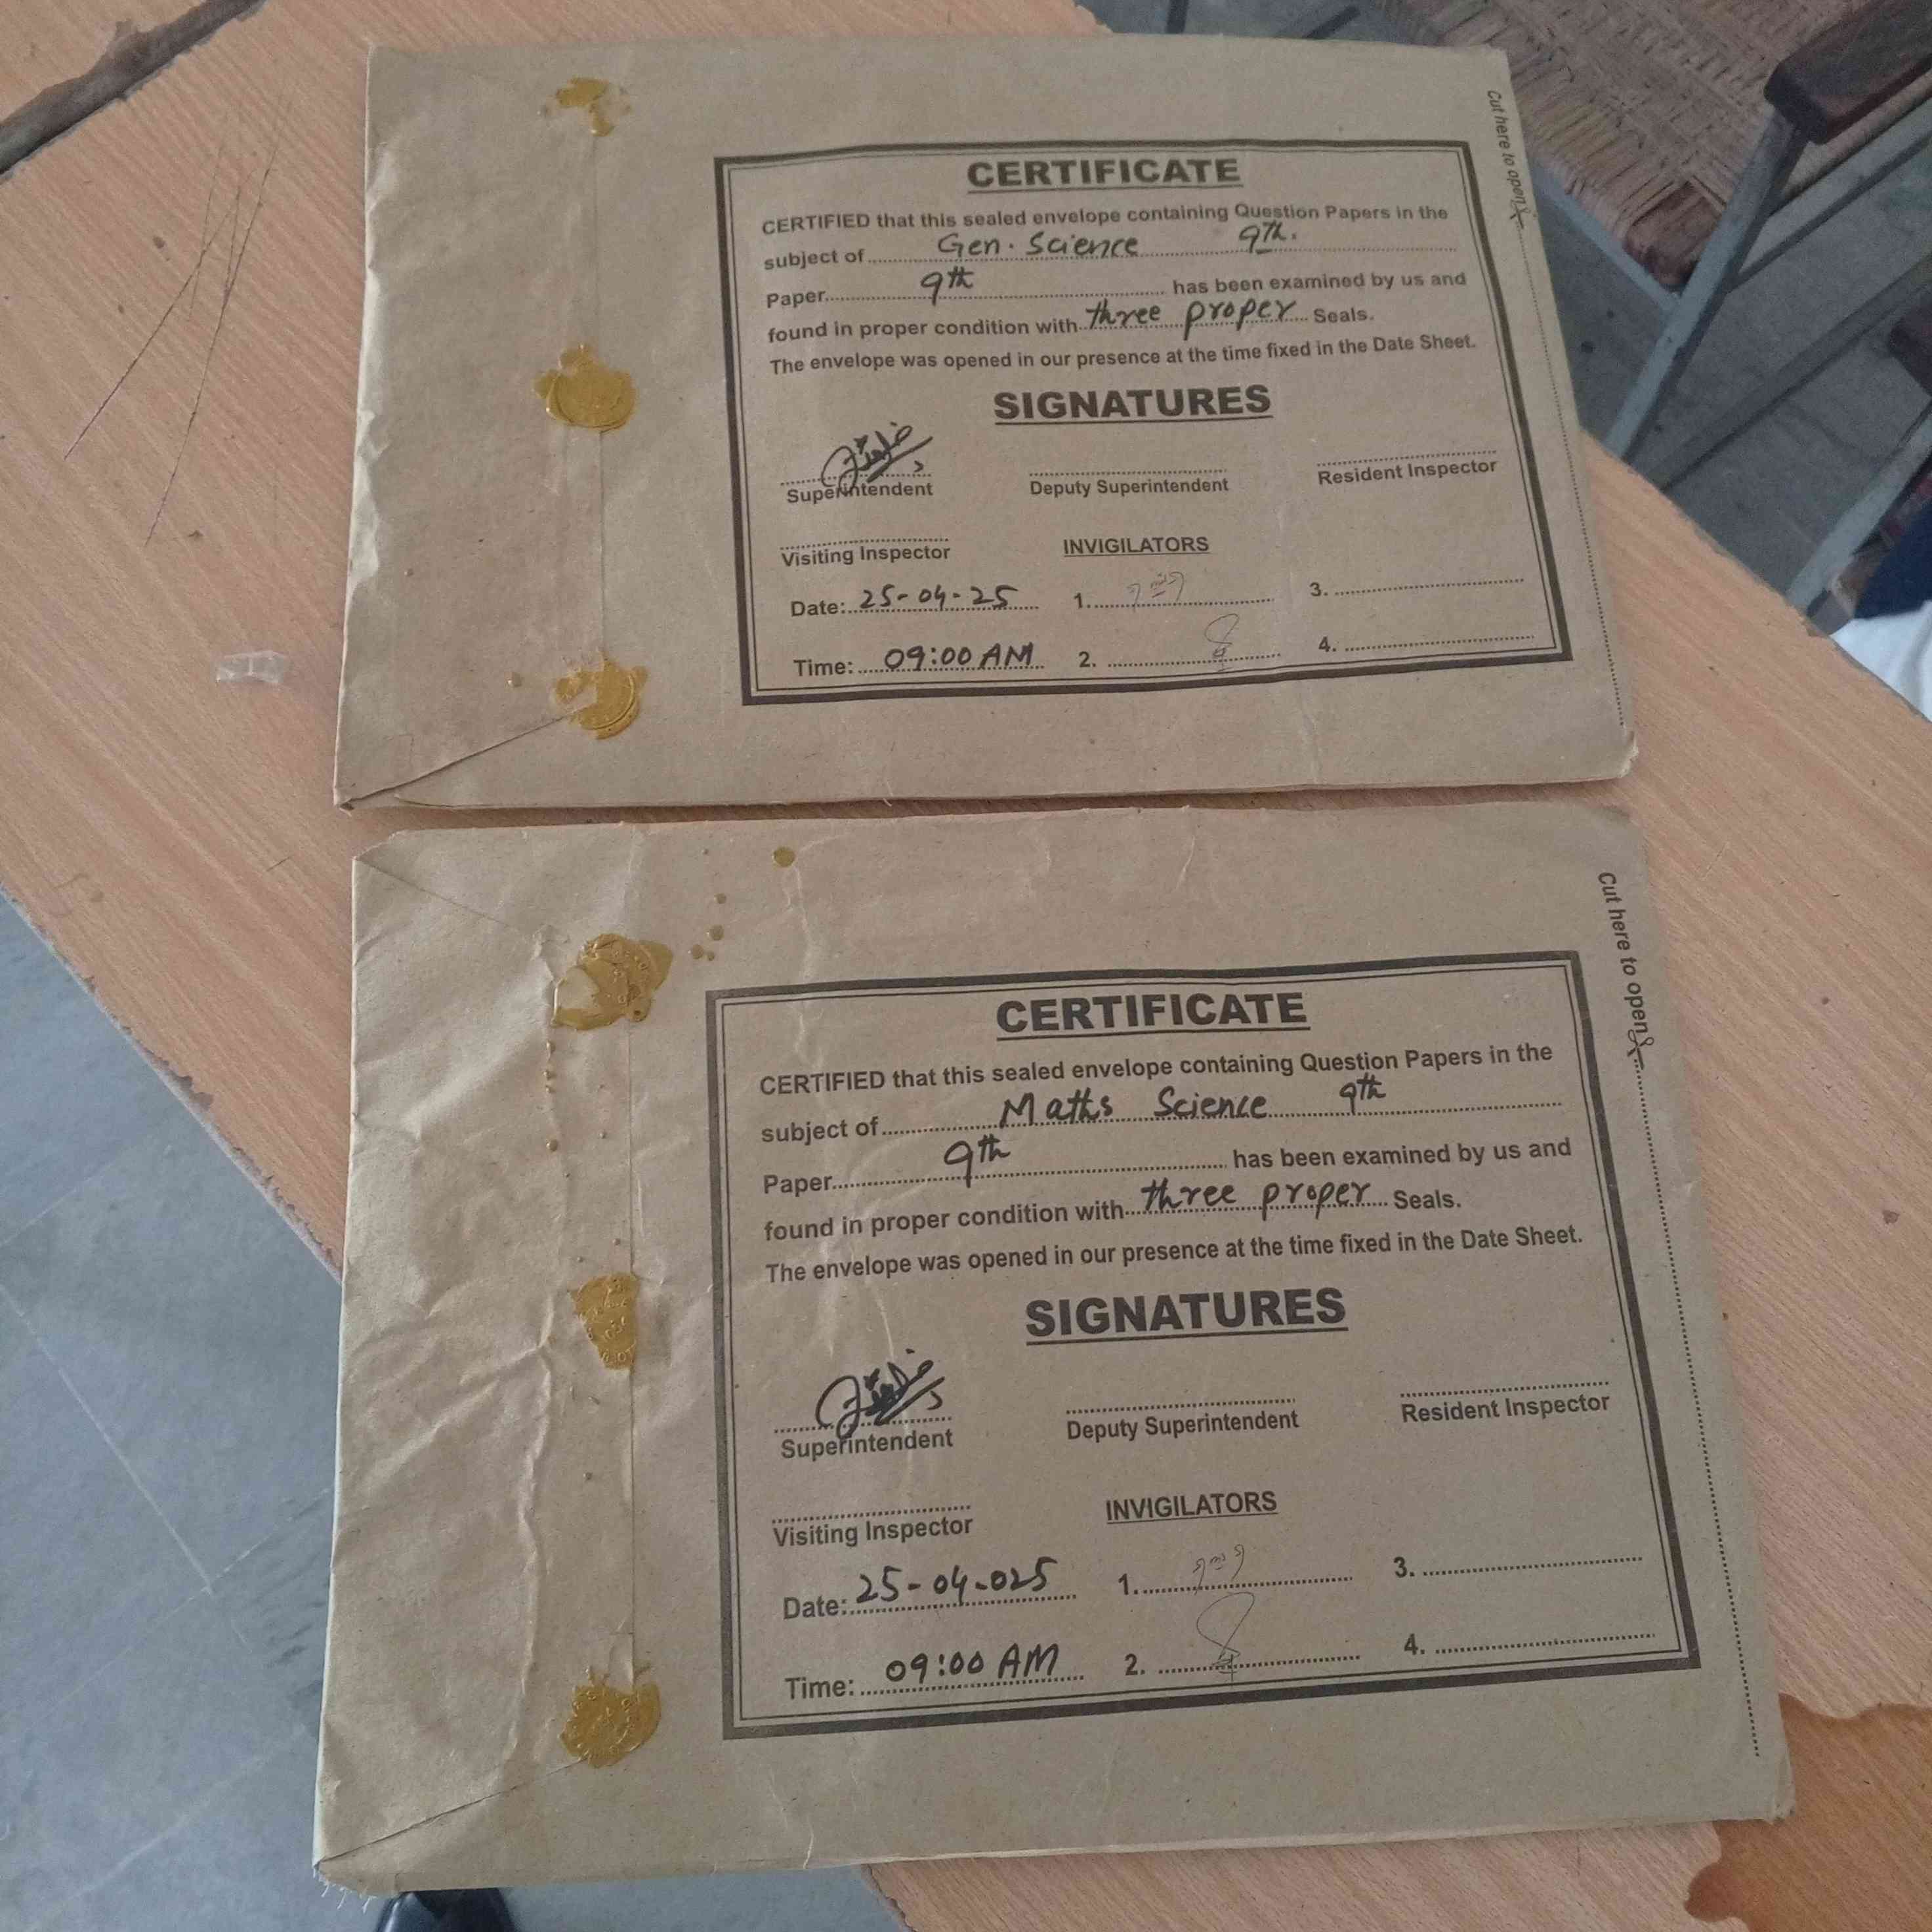 Cut here to open
CERTIFICATE
CERTIFIED that this sealed envelope containing Question Papers in the
subject of Gen. Science 9th.
Paper 9th has been examined by us and
found in proper condition with three proper Seals.
The envelope was opened in our presence at the time fixed in the Date Sheet.
SIGNATURES
Superintendent Deputy Superintendent Resident Inspector
Visiting Inspector INVIGILATORS
Date: 25-04-25 1. 3.
Time: 09:00 AM 2. 4.
Cut here to open
CERTIFICATE
CERTIFIED that this sealed envelope containing Question Papers in the
subject of Maths Science 9th
Paper 9th has been examined by us and
found in proper condition with three proper Seals.
The envelope was opened in our presence at the time fixed in the Date Sheet.
SIGNATURES
Superintendent Deputy Superintendent Resident Inspector
Visiting Inspector INVIGILATORS
Date: 25-04-025 1. 3.
Time: 09:00 AM 2. 4.